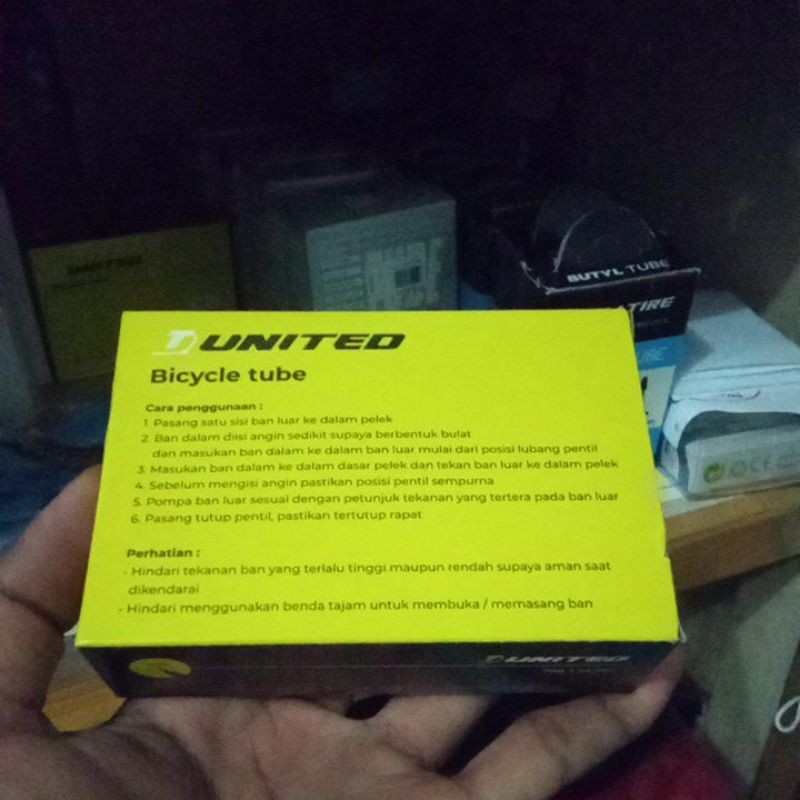 UNITED
BUTYL TUBE
TIRE
UNITED
Bicycle tube
Cara penggunaan :
1. Pasang satu sisi ban luar ke dalam pelek
2. Ban dalam diisi angin sedikit supaya berbentuk bulat
dan masukan ban dalam ke dalam ban luar mulai dari posisi lubang pentil
3. Masukan ban dalam ke dalam dasar pelek dan tekan ban luar ke dalam pelek
4. Sebelum mengisi angin pastikan posisi pentil sempurna
5. Pompa ban luar sesuai dengan petunjuk tekanan yang tertera pada ban luar
6. Pasang tutup pentil, pastikan tertutup rapat
Perhatian :
- Hindari tekanan ban yang terlalu tinggi maupun rendah supaya aman saat
dikendarai
- Hindari menggunakan benda tajam untuk membuka / memasang ban
UNITED